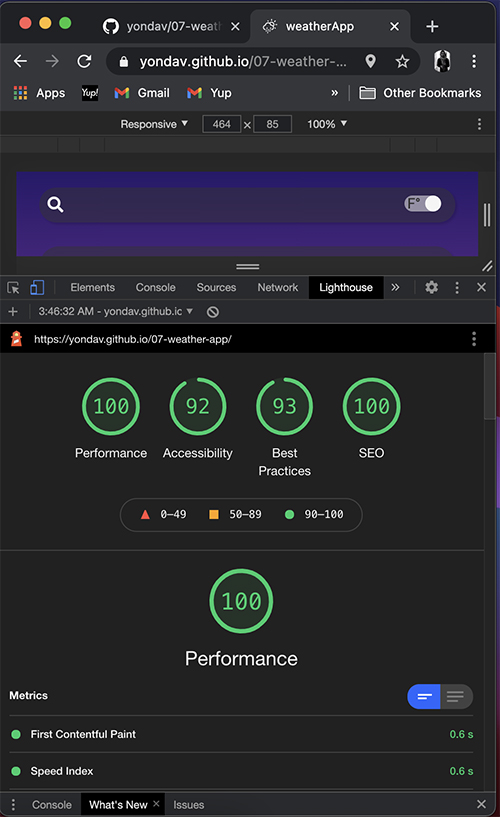 yondav/07-weath
weatherApp
yondav.github.io/07-weather-...
Apps
Yup!
Gmail
Yup
»
Other Bookmarks
Responsive ▼ 464 × 85 100% ▼
F°
Elements Console Sources Network Lighthouse »
3:46:32 AM - yondav.github.ic ▼
https://yondav.github.io/07-weather-app/
100 92 93 100
Performance Accessibility Best Practices SEO
0–49 50–89 90–100
100
Performance
Metrics
First Contentful Paint 0.6 s
Speed Index 0.6 s
Console What's New × Issues